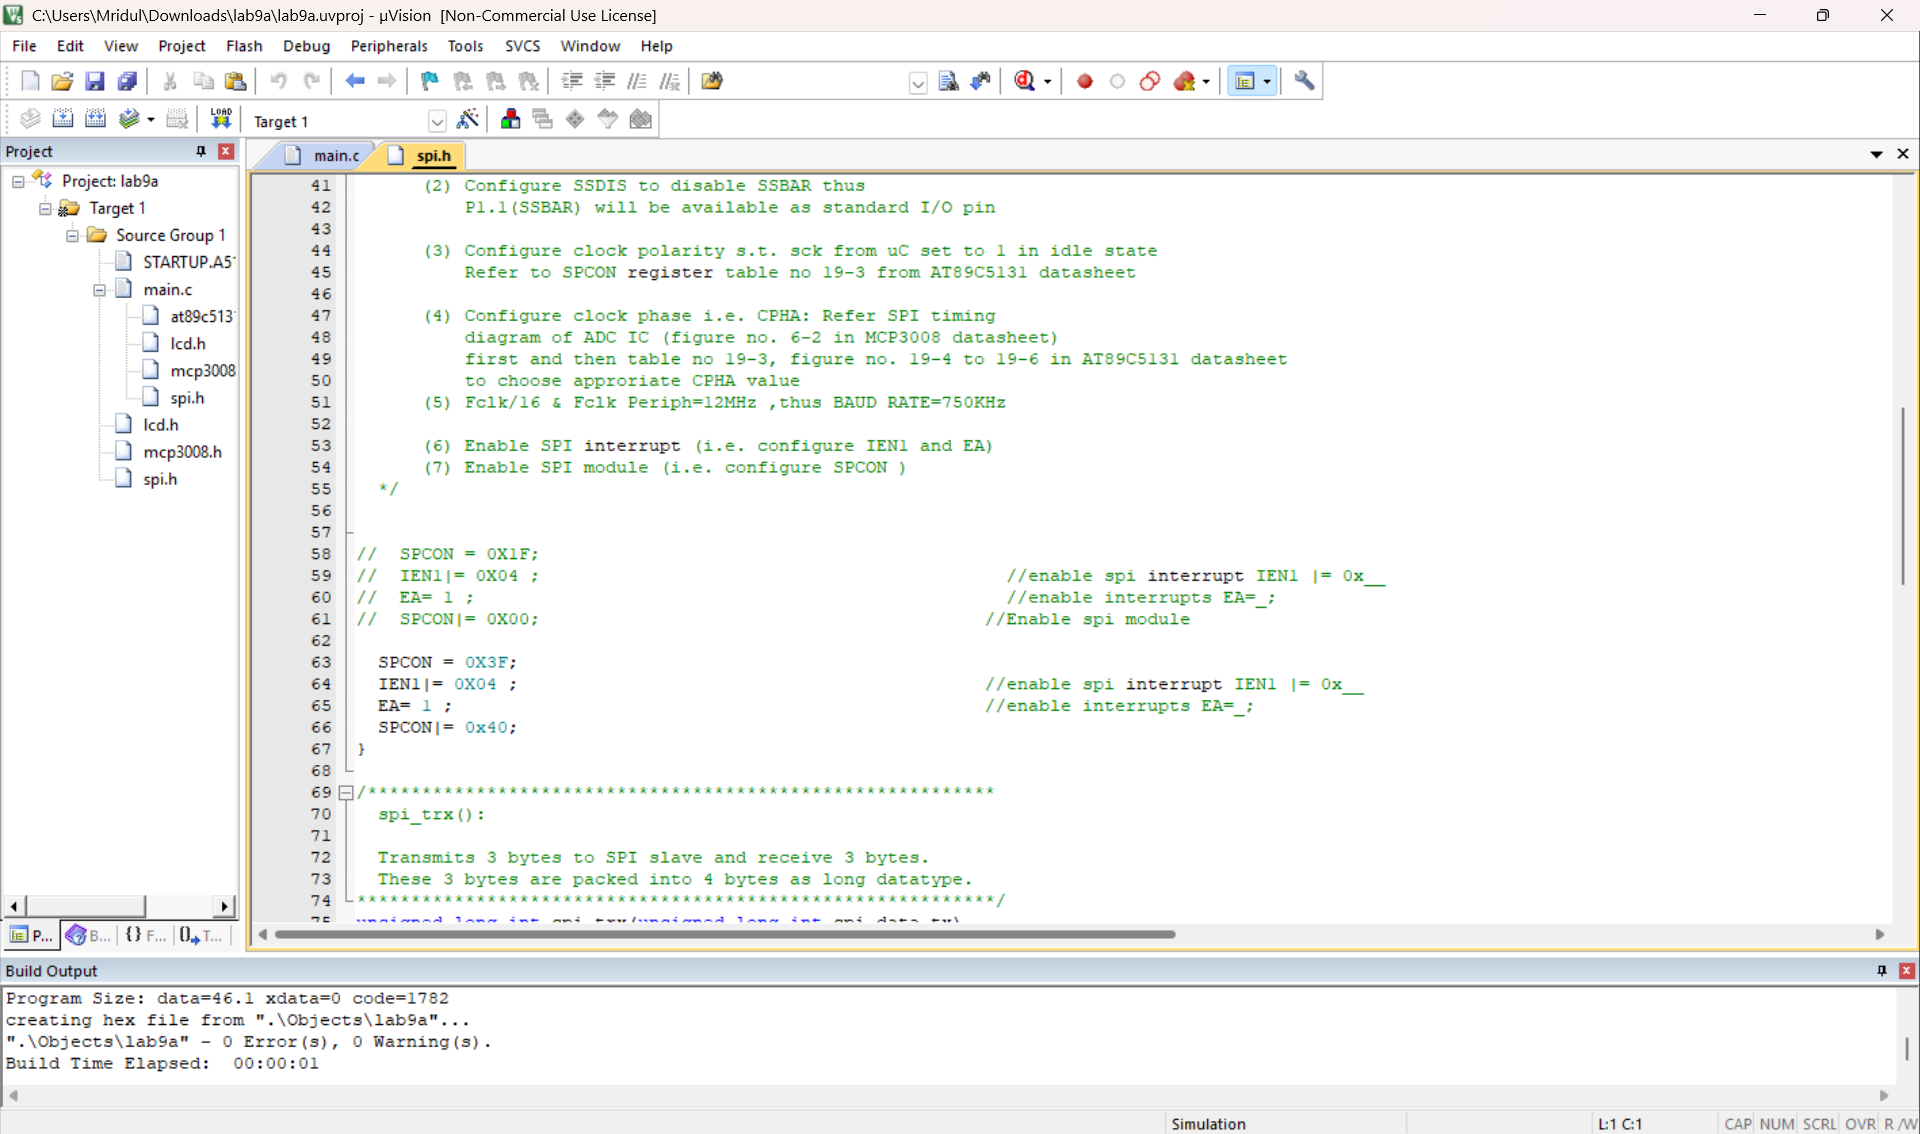 C:\Users\Mridul\Downloads\lab9a\lab9a.uvproj - µVision [Non-Commercial Use License]
File Edit View Project Flash Debug Peripherals Tools SVCS Window Help
LOAD
Target 1
Project
main.c
spi.h
Project: lab9a
Target 1
Source Group 1
STARTUP.A5
main.c
at89c513
lcd.h
mcp3008
spi.h
lcd.h
mcp3008.h
spi.h
P...
B...
{} F...
T...
41 (2) Configure SSDIS to disable SSBAR thus
42 P1.1(SSBAR) will be available as standard I/O pin
43
44 (3) Configure clock polarity s.t. sck from uC set to 1 in idle state
45 Refer to SPCON register table no 19-3 from AT89C5131 datasheet
46
47 (4) Configure clock phase i.e. CPHA: Refer SPI timing
48 diagram of ADC IC (figure no. 6-2 in MCP3008 datasheet)
49 first and then table no 19-3, figure no. 19-4 to 19-6 in AT89C5131 datasheet
50 to choose approriate CPHA value
51 (5) Fclk/16 & Fclk Periph=12MHz ,thus BAUD RATE=750KHz
52
53 (6) Enable SPI interrupt (i.e. configure IEN1 and EA)
54 (7) Enable SPI module (i.e. configure SPCON )
55 */
56
57
58 // SPCON = 0X1F;
59 // IEN1|= 0X04 ; //enable spi interrupt IEN1 |= 0x__
60 // EA= 1 ; //enable interrupts EA=_;
61 // SPCON|= 0X00; //Enable spi module
62
63 SPCON = 0X3F;
64 IEN1|= 0X04 ; //enable spi interrupt IEN1 |= 0x__
65 EA= 1 ; //enable interrupts EA=_;
66 SPCON|= 0x40;
67 }
68
69 /**********************************************************
70 spi_trx():
71
72 Transmits 3 bytes to SPI slave and receive 3 bytes.
73 These 3 bytes are packed into 4 bytes as long datatype.
74 ***********************************************************/
75 unsigned long int spi_trx(unsigned long int spi_data_tx)
Build Output
Program Size: data=46.1 xdata=0 code=1782
creating hex file from ".\Objects\lab9a"...
".\Objects\lab9a" - 0 Error(s), 0 Warning(s).
Build Time Elapsed:  00:00:01
Simulation
L:1 C:1
CAP NUM SCRL OVR R/W